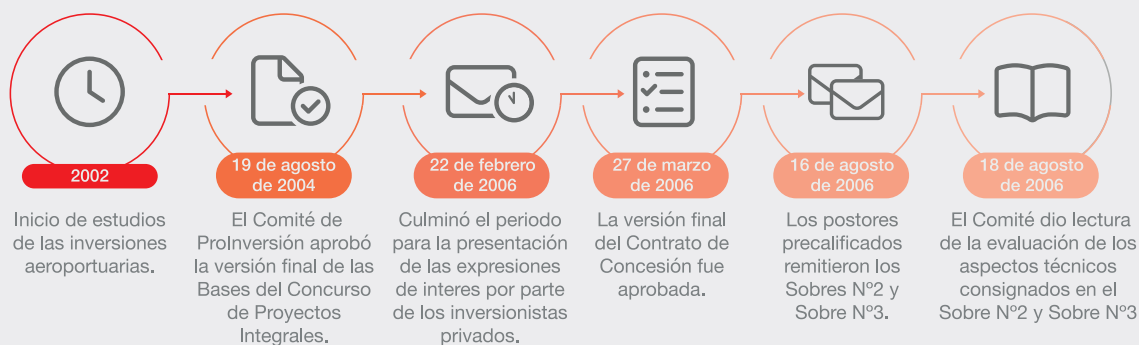 2002
Inicio de estudios
de las inversiones
aeroportuarias.
19 de agosto
de 2004
El Comité de
ProInversión aprobó
la versión final de las
Bases del Concurso
de Proyectos
Integrales.
22 de febrero
de 2006
Culminó el periodo
para la presentación
de las expresiones
de interes por parte
de los inversionistas
privados.
27 de marzo
de 2006
La versión final
del Contrato de
Concesión fue
aprobada.
16 de agosto
de 2006
Los postores
precalificados
remitieron los
Sobres Nº2 y
Sobre Nº3.
18 de agosto
de 2006
El Comité dio lectura
de la evaluación de los
aspectos técnicos
consignados en el
Sobre Nº2 y Sobre Nº3